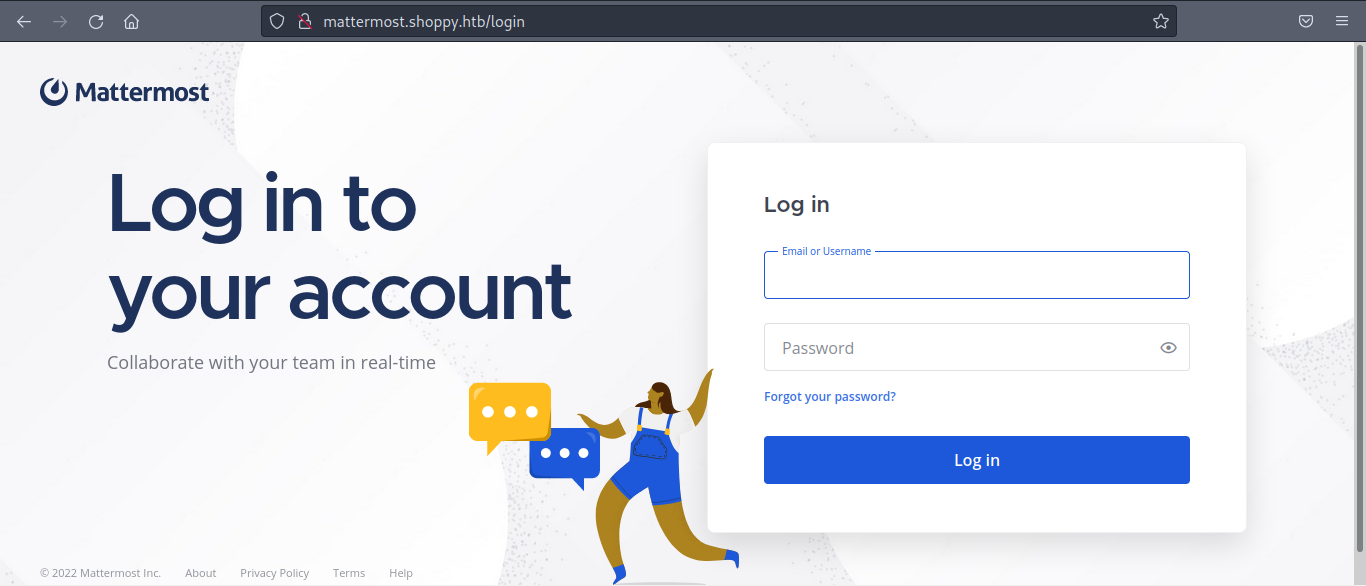 mattermost.shoppy.htb/login
Mattermost
Log in to
your account
Collaborate with your team in real-time
Log in
Email or Username
Password
Forgot your password?
Log in
© 2022 Mattermost Inc. About Privacy Policy Terms Help